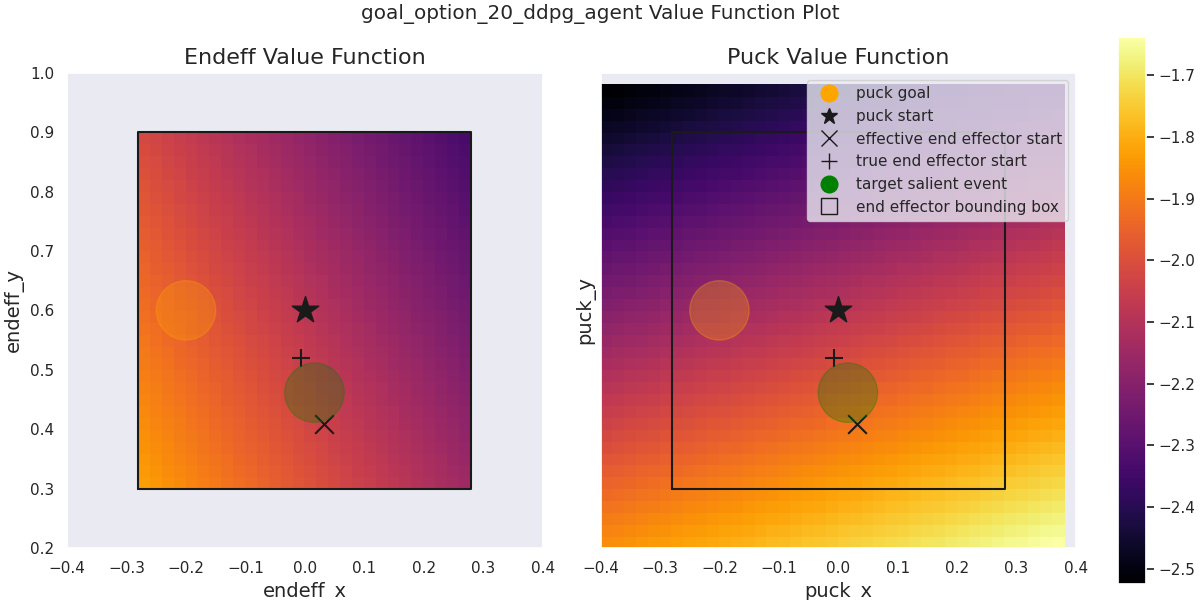 goal_option_20_ddpg_agent Value Function Plot
Endeff Value Function
endeff_y
1.0
0.9
0.8
0.7
0.6
0.5
0.4
0.3
0.2
−0.4 −0.3 −0.2 −0.1 0.0 0.1 0.2 0.3 0.4
endeff_x
Puck Value Function
puck_y
puck goal
puck start
effective end effector start
true end effector start
target salient event
end effector bounding box
−0.4 −0.3 −0.2 −0.1 0.0 0.1 0.2 0.3 0.4
puck_x
−1.7
−1.8
−1.9
−2.0
−2.1
−2.2
−2.3
−2.4
−2.5